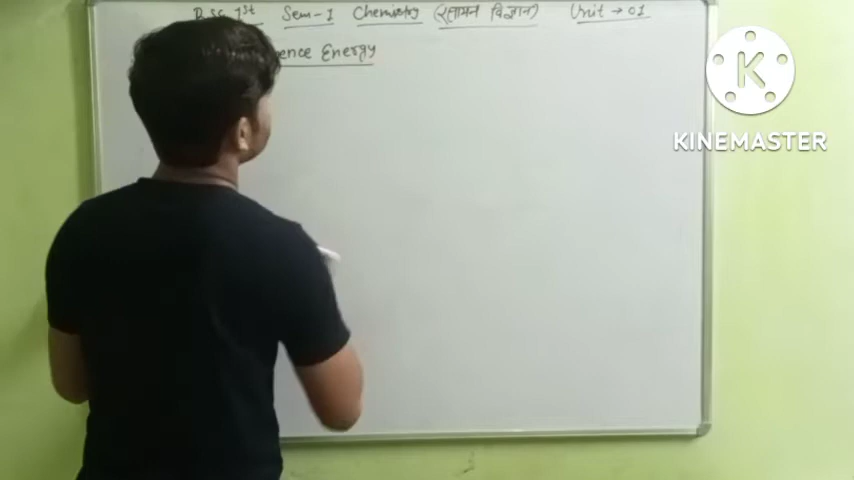 B.Sc 1st Sem-1 Chemistry (रसायन विज्ञान) Unit → 01
ence Energy
KINEMASTER